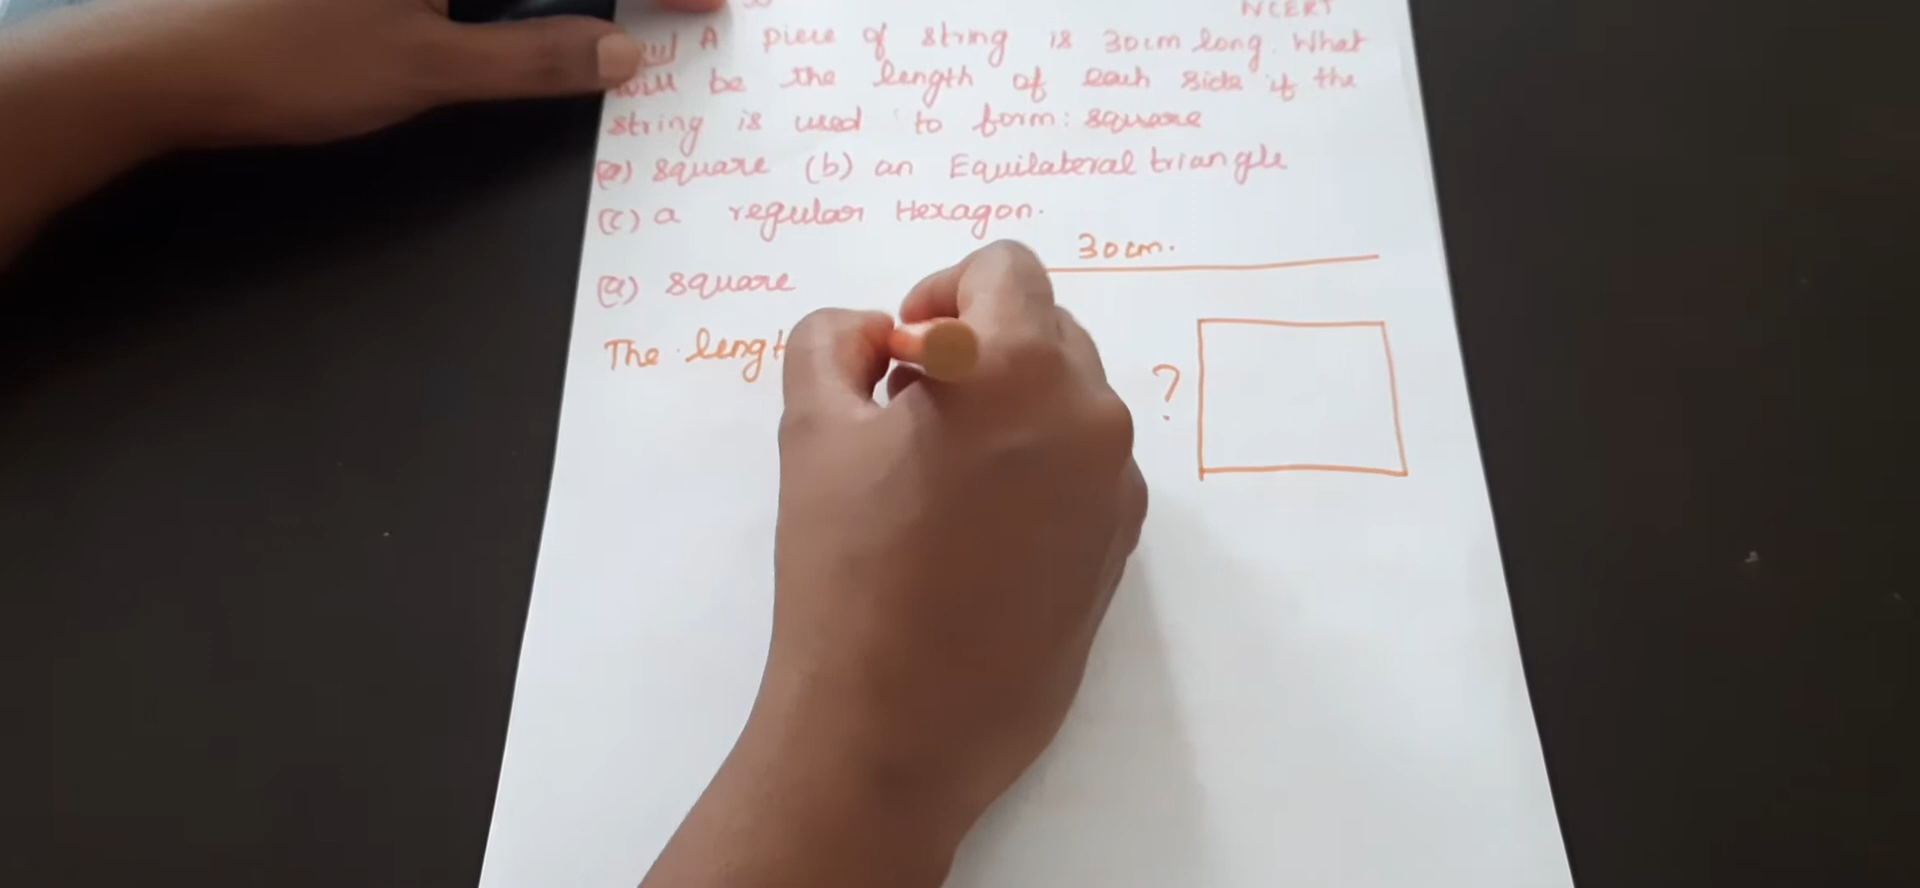 NCERT
A piece of string is 30cm long. What
will be the length of each side if the
string is used to form: square
(a) square (b) an Equilateral triangle
(c) a regular Hexagon.
30cm.
(a) square
The lengt
?